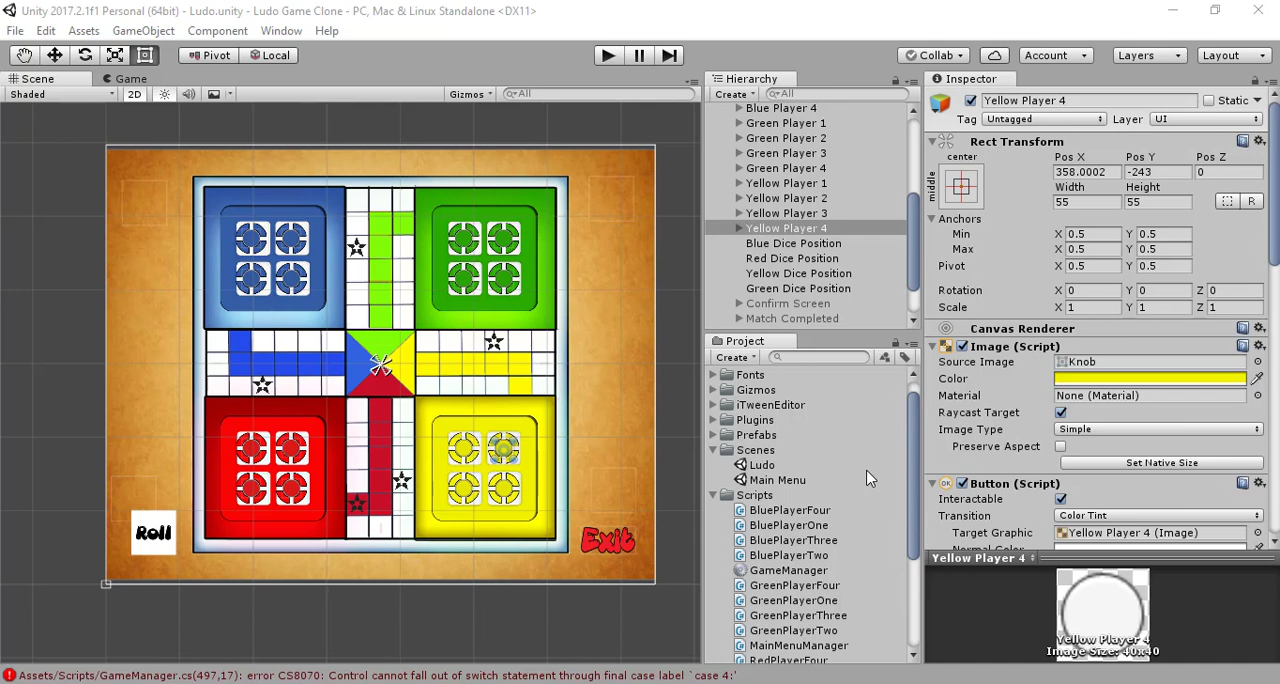 Unity 2017.2.1f1 Personal (64bit) - Ludo.unity - Ludo Game Clone - PC, Mac & Linux Standalone <DX11>
File Edit Assets GameObject Component Window Help
Pivot Local Collab Account Layers Layout
Scene Game
Shaded 2D Gizmos All
Roll
Exit
Hierarchy
Create All
Blue Player 4
Green Player 1
Green Player 2
Green Player 3
Green Player 4
Yellow Player 1
Yellow Player 2
Yellow Player 3
Yellow Player 4
Blue Dice Position
Red Dice Position
Yellow Dice Position
Green Dice Position
Confirm Screen
Match Completed
Project
Create
Fonts
Gizmos
iTweenEditor
Plugins
Prefabs
Scenes
Ludo
Main Menu
Scripts
BluePlayerFour
BluePlayerOne
BluePlayerThree
BluePlayerTwo
GameManager
GreenPlayerFour
GreenPlayerOne
GreenPlayerThree
GreenPlayerTwo
MainMenuManager
RedPlayerFour
Inspector
Yellow Player 4 Static
Tag Untagged Layer UI
Rect Transform
center
middle
Pos X Pos Y Pos Z
358.0002 -243 0
Width Height
55 55
R
Anchors
Min X 0.5 Y 0.5
Max X 0.5 Y 0.5
Pivot X 0.5 Y 0.5
Rotation X 0 Y 0 Z 0
Scale X 1 Y 1 Z 1
Canvas Renderer
Image (Script)
Source Image Knob
Color
Material None (Material)
Raycast Target
Image Type Simple
Preserve Aspect
Set Native Size
OK Button (Script)
Interactable
Transition Color Tint
Target Graphic Yellow Player 4 (Image)
Normal Color
Yellow Player 4
Yellow Player 4
Image Size: 40x40
Assets/Scripts/GameManager.cs(497,17): error CS8070: Control cannot fall out of switch statement through final case label `case 4:'